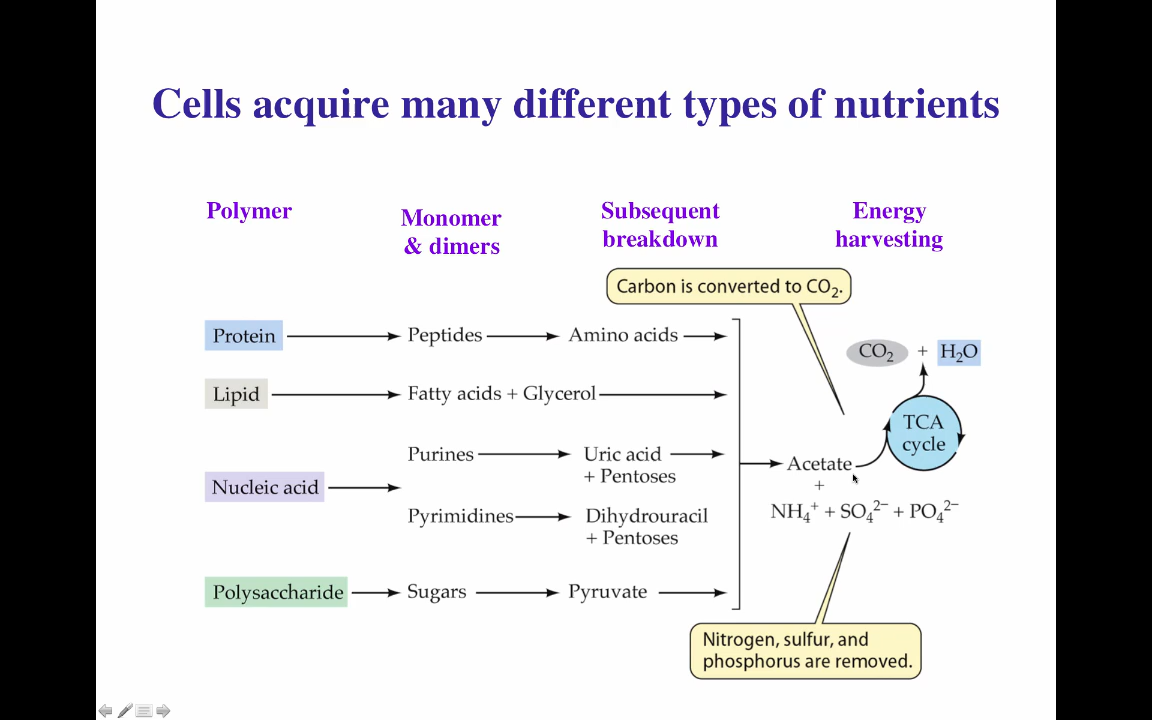 Cells acquire many different types of nutrients
Polymer
Monomer
& dimers
Subsequent
breakdown
Energy
harvesting
Carbon is converted to CO₂.
Protein
Peptides
Amino acids
CO₂ + H₂O
Lipid
Fatty acids + Glycerol
TCA
cycle
Purines
Uric acid
+ Pentoses
Acetate
+
NH₄⁺ + SO₄²⁻ + PO₄²⁻
Nucleic acid
Pyrimidines
Dihydrouracil
+ Pentoses
Polysaccharide
Sugars
Pyruvate
Nitrogen, sulfur, and
phosphorus are removed.